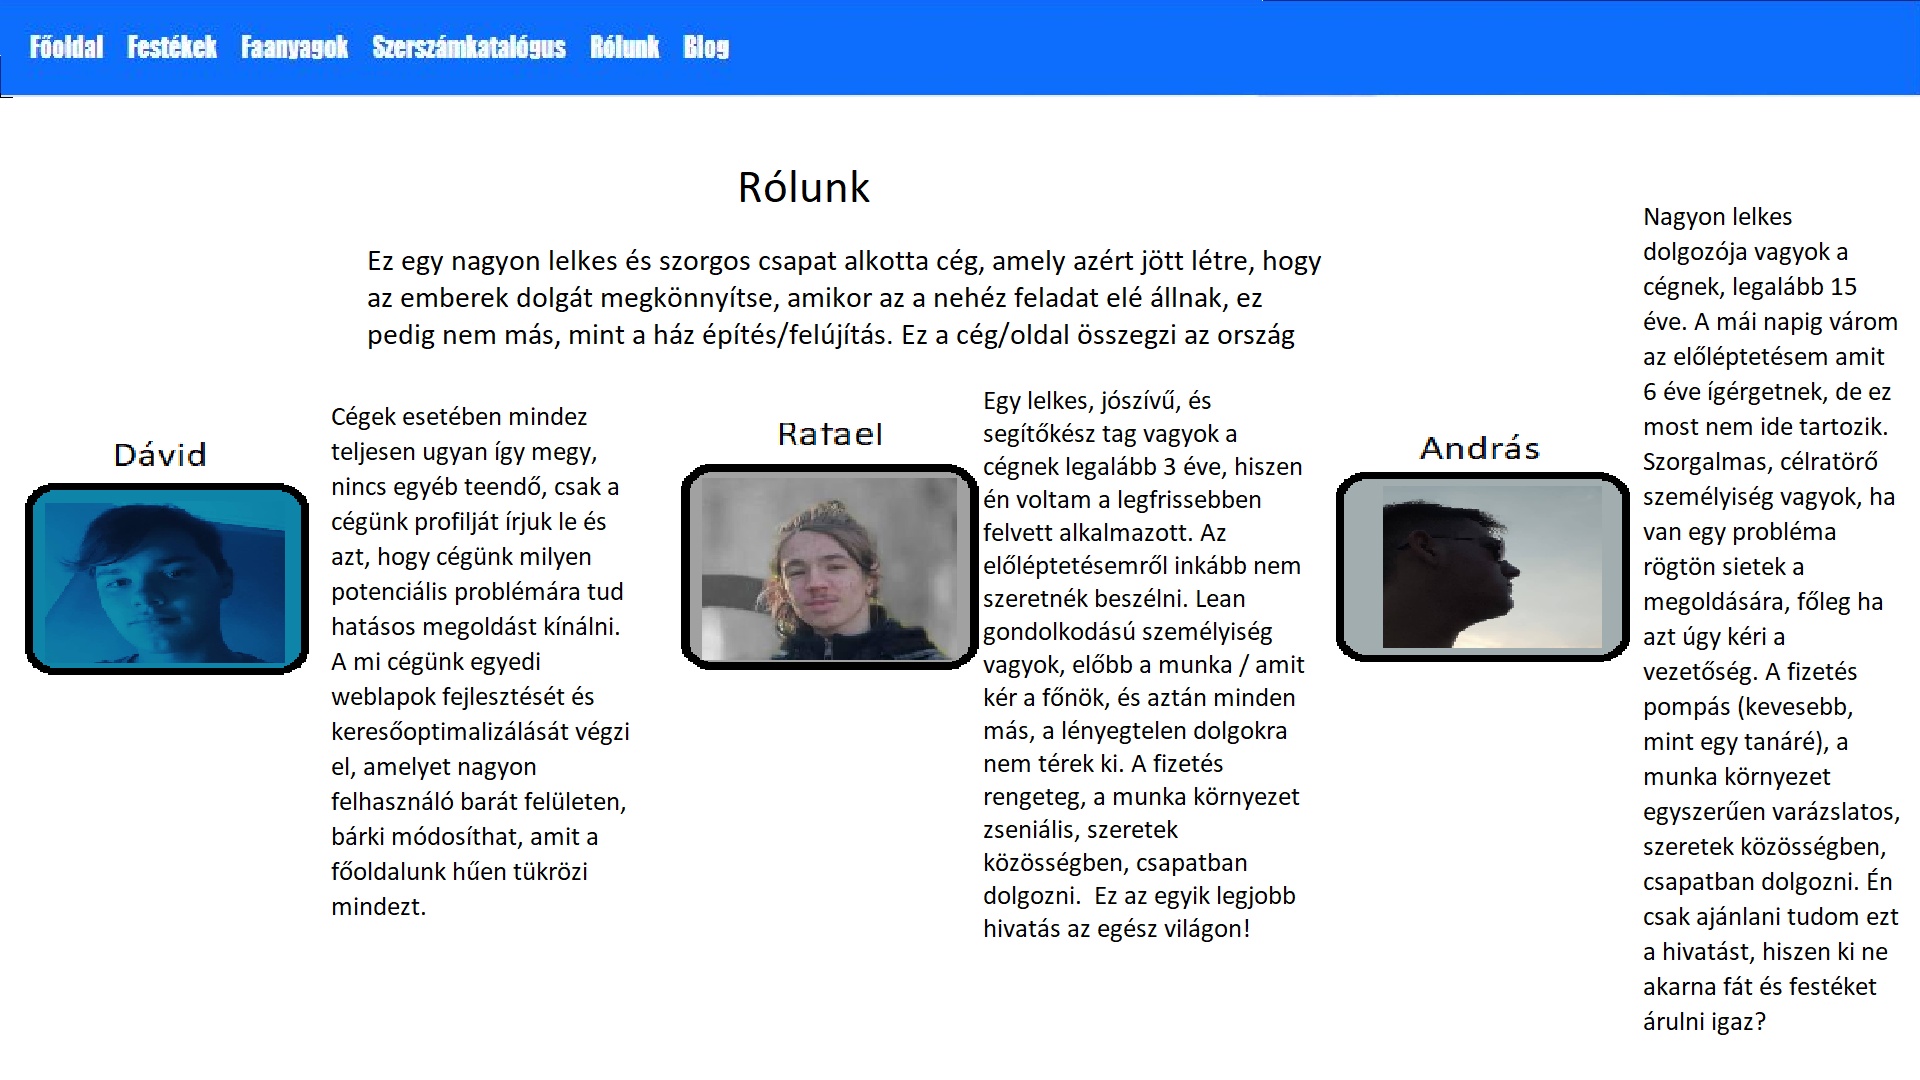 Főoldal Festékek Faanyagok Szerszámkatalógus Rólunk Blog
Rólunk
Ez egy nagyon lelkes és szorgos csapat alkotta cég, amely azért jött létre, hogy
az emberek dolgát megkönnyítse, amikor az a nehéz feladat elé állnak, ez
pedig nem más, mint a ház építés/felújítás. Ez a cég/oldal összegzi az ország
Dávid
Cégek esetében mindez
teljesen ugyan így megy,
nincs egyéb teendő, csak a
cégünk profilját írjuk le és
azt, hogy cégünk milyen
potenciális problémára tud
hatásos megoldást kínálni.
A mi cégünk egyedi
weblapok fejlesztését és
keresőoptimalizálását végzi
el, amelyet nagyon
felhasználó barát felületen,
bárki módosíthat, amit a
főoldalunk hűen tükrözi
mindezt.
Rafael
Egy lelkes, jószívű, és
segítőkész tag vagyok a
cégnek legalább 3 éve, hiszen
én voltam a legfrissebben
felvett alkalmazott. Az
előléptetésemről inkább nem
szeretnék beszélni. Lean
gondolkodású személyiség
vagyok, előbb a munka / amit
kér a főnök, és aztán minden
más, a lényegtelen dolgokra
nem térek ki. A fizetés
rengeteg, a munka környezet
zseniális, szeretek
közösségben, csapatban
dolgozni.  Ez az egyik legjobb
hivatás az egész világon!
András
Nagyon lelkes
dolgozója vagyok a
cégnek, legalább 15
éve. A mái napig várom
az előléptetésem amit
6 éve ígérgetnek, de ez
most nem ide tartozik.
Szorgalmas, célratörő
személyiség vagyok, ha
van egy probléma
rögtön sietek a
megoldására, főleg ha
azt úgy kéri a
vezetőség. A fizetés
pompás (kevesebb,
mint egy tanáré), a
munka környezet
egyszerűen varázslatos,
szeretek közösségben,
csapatban dolgozni. Én
csak ajánlani tudom ezt
a hivatást, hiszen ki ne
akarna fát és festéket
árulni igaz?